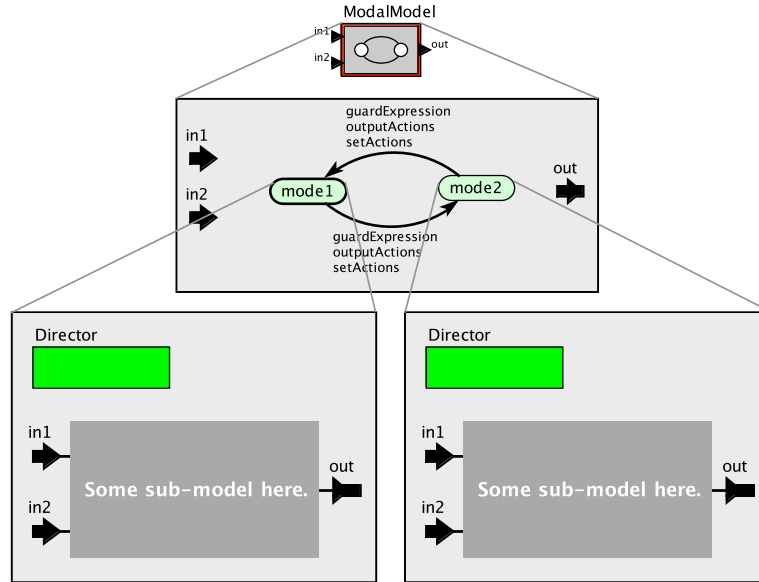 ModalModel
in1
out
in2
guardExpression
outputActions
setActions
in1
out
in2
mode1
mode2
guardExpression
outputActions
setActions
Director
in1
Some sub-model here.
out
in2
Director
in1
Some sub-model here.
out
in2